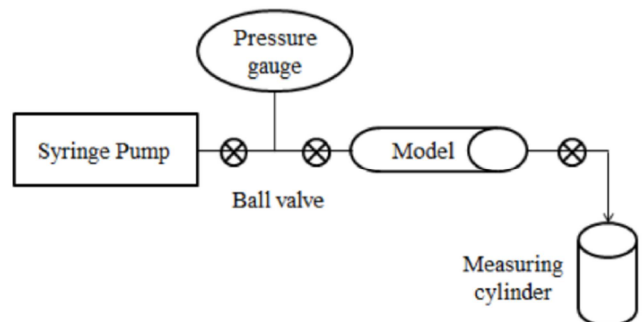 Pressure
gauge
Syringe Pump
Model
Ball valve
Measuring
cylinder